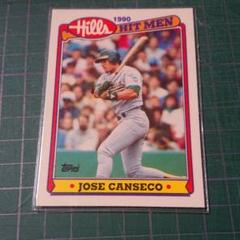 1990
Hills HIT MEN
Topps
JOSE CANSECO